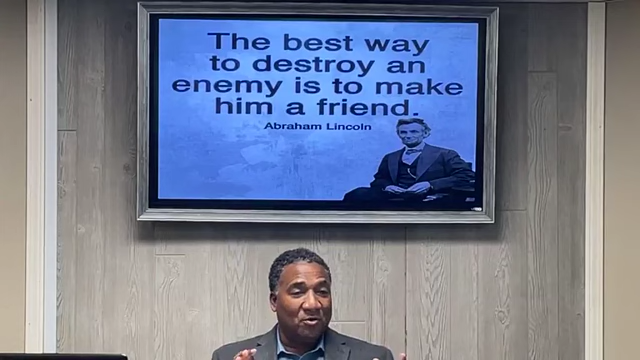 The best way
to destroy an
enemy is to make
him a friend.
Abraham Lincoln